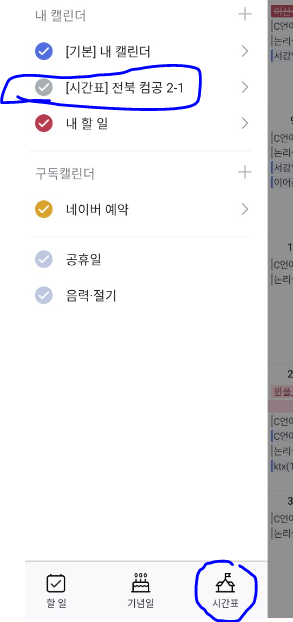 내 캘린더
[기본] 내 캘린더
[시간표] 전북 컴공 2-1
내 할 일
구독캘린더
네이버 예약
공휴일
음력·절기
할 일
기념일
시간표
ktx(1